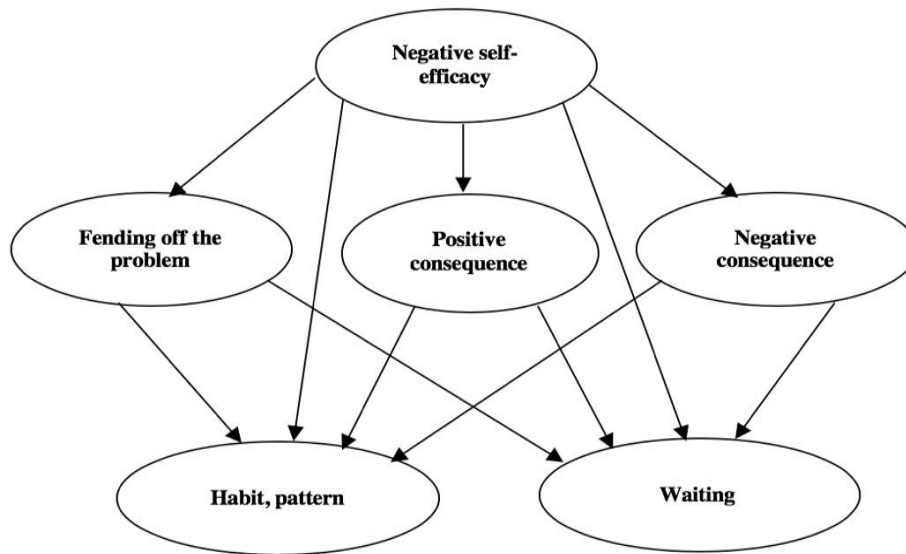 Negative self-
efficacy
Fending off the
problem
Positive
consequence
Negative
consequence
Habit, pattern
Waiting